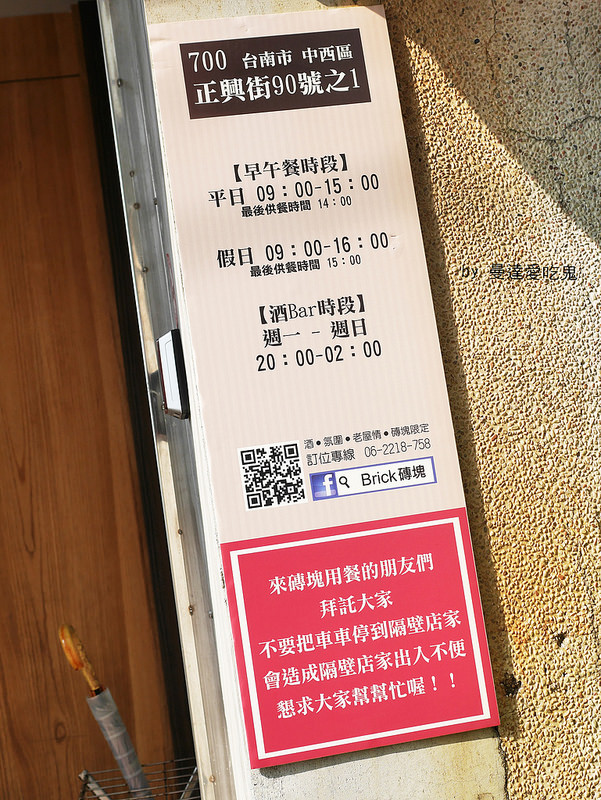 700 台南市 中西區
正興街90號之1
【早午餐時段】
平日 09：00-15：00
最後供餐時間 14：00
假日 09：00-16：00
最後供餐時間 15：00
【酒Bar時段】
週一 - 週日
20：00-02：00
酒●氛圍●老屋情●磚塊限定
訂位專線 06-2218-758
f Brick磚塊
來磚塊用餐的朋友們
拜託大家
不要把車車停到隔壁店家
會造成隔壁店家出入不便
懇求大家幫幫忙喔！！
by 曼達愛吃鬼